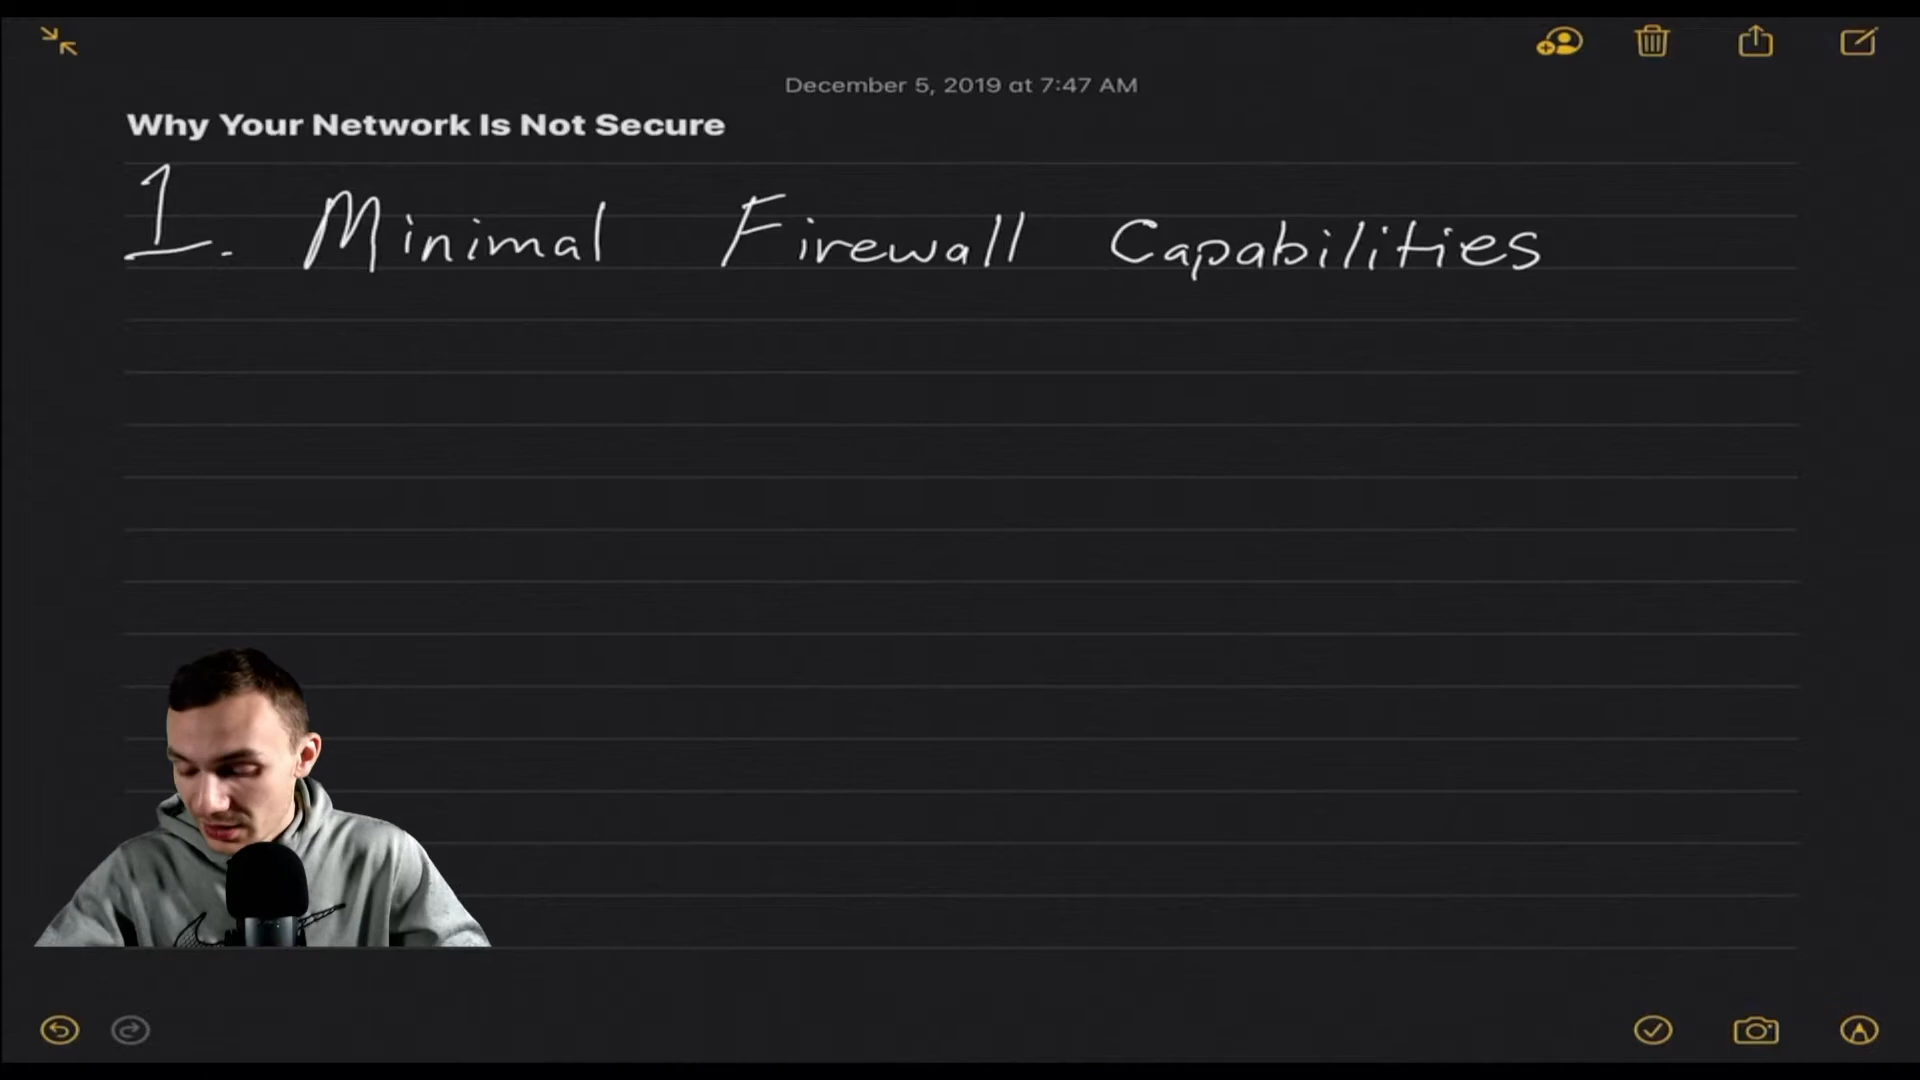 December 5, 2019 at 7:47 AM
Why Your Network Is Not Secure
1. Minimal Firewall Capabilities